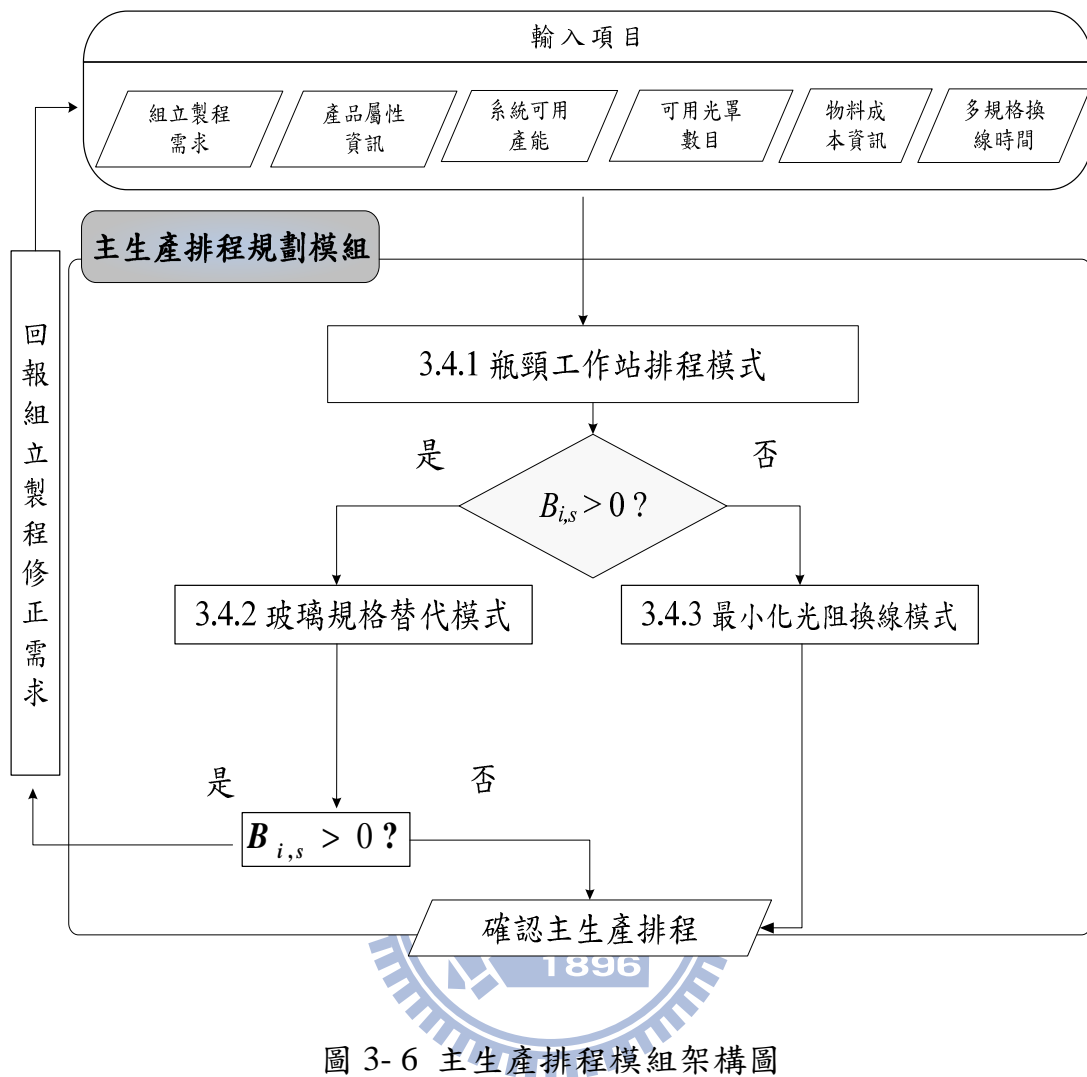 輸入項目
組立製程
需求
產品屬性
資訊
系統可用
產能
可用光罩
數目
物料成
本資訊
多規格換
線時間
主生產排程規劃模組
回報組立製程修正需求
3.4.1 瓶頸工作站排程模式
是
否
B i,s > 0 ?
3.4.2 玻璃規格替代模式
3.4.3 最小化光阻換線模式
是
否
B i,s > 0 ?
確認主生產排程
1896
圖 3- 6 主生產排程模組架構圖